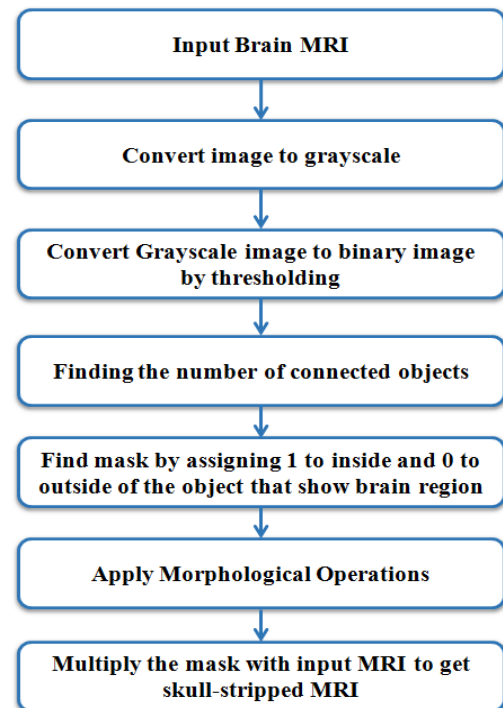 Input Brain MRI
Convert image to grayscale
Convert Grayscale image to binary image
by thresholding
Finding the number of connected objects
Find mask by assigning 1 to inside and 0 to
outside of the object that show brain region
Apply Morphological Operations
Multiply the mask with input MRI to get
skull-stripped MRI